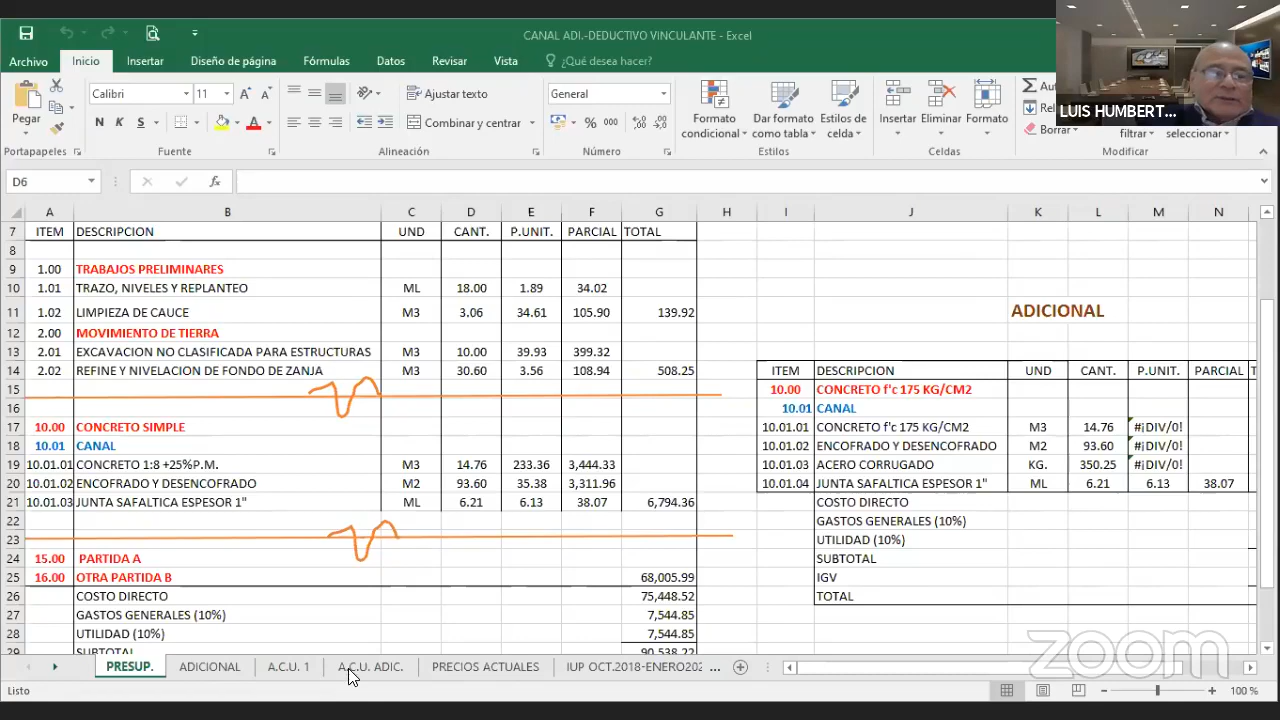 CANAL ADI.-DEDUCTIVO VINCULANTE - Excel
Archivo Inicio Insertar Diseño de página Fórmulas Datos Revisar Vista ¿Qué desea hacer?
LUIS HUMBERT...
Pegar
Calibri 11
N K S
Ajustar texto
Combinar y centrar
General
% 000
Formato condicional
Dar formato como tabla
Estilos de celda
Insertar Eliminar Formato
Borrar
filtrar seleccionar
Portapapeles Fuente Alineación Número Estilos Celdas Modificar
D6 fx
A B C D E F G H I J K L M N
7 ITEM DESCRIPCION UND CANT. P.UNIT. PARCIAL TOTAL
8
9 1.00 TRABAJOS PRELIMINARES
10 1.01 TRAZO, NIVELES Y REPLANTEO ML 18.00 1.89 34.02
11 1.02 LIMPIEZA DE CAUCE M3 3.06 34.61 105.90 139.92 ADICIONAL
12 2.00 MOVIMIENTO DE TIERRA
13 2.01 EXCAVACION NO CLASIFICADA PARA ESTRUCTURAS M3 10.00 39.93 399.32
14 2.02 REFINE Y NIVELACION DE FONDO DE ZANJA M3 30.60 3.56 108.94 508.25 ITEM DESCRIPCION UND CANT. P.UNIT. PARCIAL T
15 10.00 CONCRETO f'c 175 KG/CM2
16 10.01 CANAL
17 10.00 CONCRETO SIMPLE 10.01.01 CONCRETO f'c 175 KG/CM2 M3 14.76 #¡DIV/0!
18 10.01 CANAL 10.01.02 ENCOFRADO Y DESENCOFRADO M2 93.60 #¡DIV/0!
19 10.01.01 CONCRETO 1:8 +25%P.M. M3 14.76 233.36 3,444.33 10.01.03 ACERO CORRUGADO KG. 350.25 #¡DIV/0!
20 10.01.02 ENCOFRADO Y DESENCOFRADO M2 93.60 35.38 3,311.96 10.01.04 JUNTA SAFALTICA ESPESOR 1" ML 6.21 6.13 38.07
21 10.01.03 JUNTA SAFALTICA ESPESOR 1" ML 6.21 6.13 38.07 6,794.36 COSTO DIRECTO
22 GASTOS GENERALES (10%)
23 UTILIDAD (10%)
24 15.00 PARTIDA A SUBTOTAL
25 16.00 OTRA PARTIDA B 68,005.99 IGV
26 COSTO DIRECTO 75,448.52 TOTAL
27 GASTOS GENERALES (10%) 7,544.85
28 UTILIDAD (10%) 7,544.85
29 SUBTOTAL 90,538.22
PRESUP. ADICIONAL A.C.U. 1 A.C.U. ADIC. PRECIOS ACTUALES IUP OCT.2018-ENERO202 ...
zoom
Listo 100 %